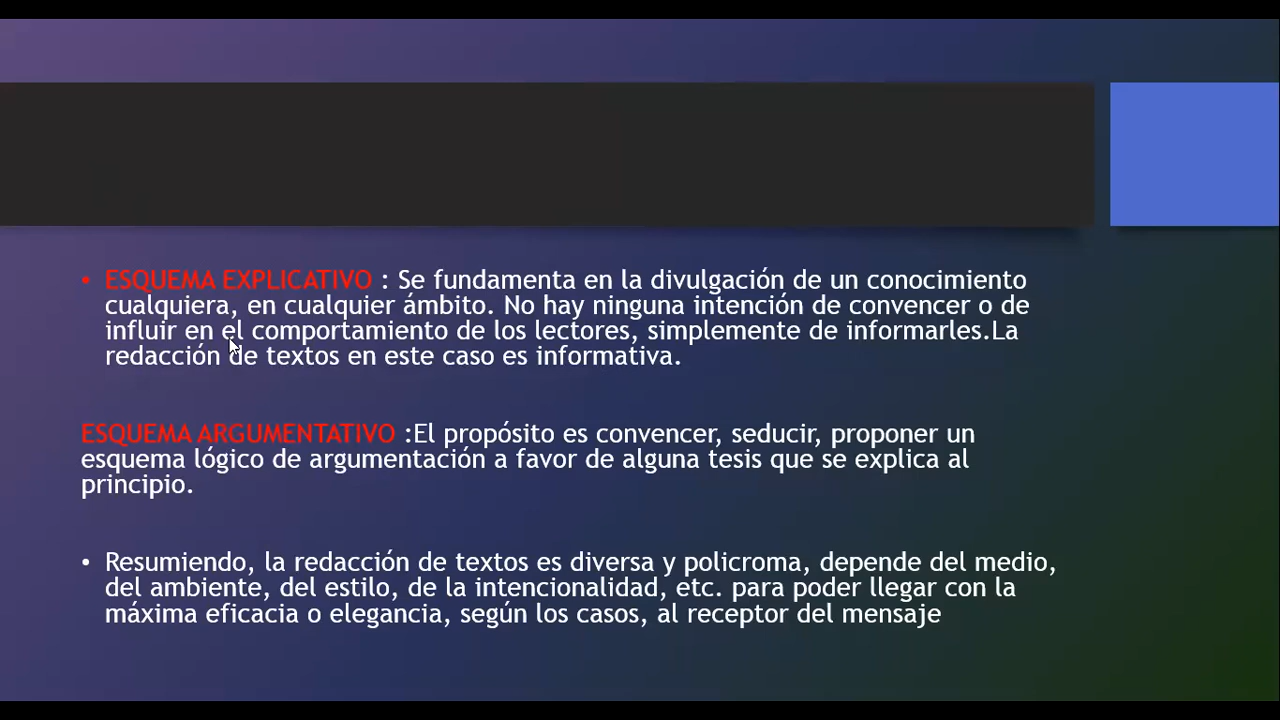 • ESQUEMA EXPLICATIVO : Se fundamenta en la divulgación de un conocimiento
cualquiera, en cualquier ámbito. No hay ninguna intención de convencer o de
influir en el comportamiento de los lectores, simplemente de informarles.La
redacción de textos en este caso es informativa.
ESQUEMA ARGUMENTATIVO :El propósito es convencer, seducir, proponer un
esquema lógico de argumentación a favor de alguna tesis que se explica al
principio.
• Resumiendo, la redacción de textos es diversa y policroma, depende del medio,
del ambiente, del estilo, de la intencionalidad, etc. para poder llegar con la
máxima eficacia o elegancia, según los casos, al receptor del mensaje